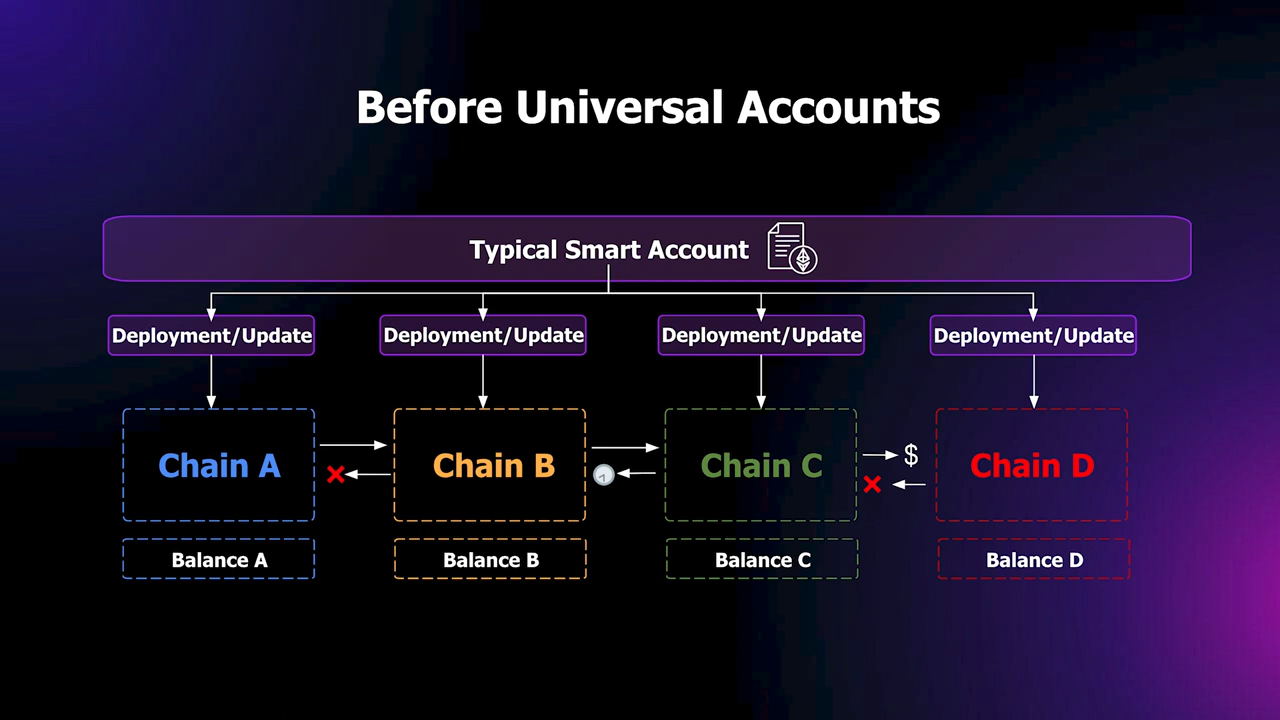 Before Universal Accounts
Typical Smart Account
Deployment/Update
Deployment/Update
Deployment/Update
Deployment/Update
Chain A
Chain B
Chain C
$
Chain D
Balance A
Balance B
Balance C
Balance D